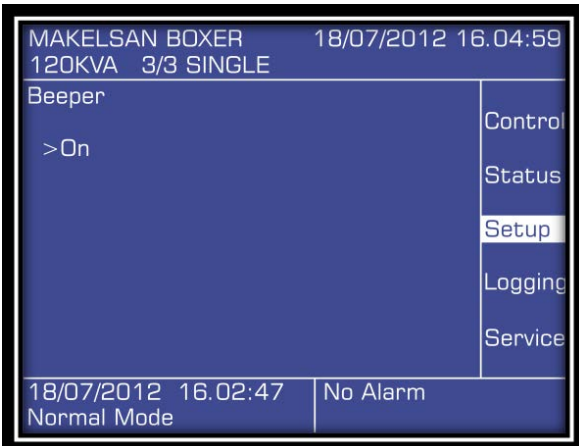 MAKELSAN BOXER 18/07/2012 16.04:59
120KVA 3/3 SINGLE
Beeper
>On
Control
Status
Setup
Logging
Service
18/07/2012 16.02:47 No Alarm
Normal Mode